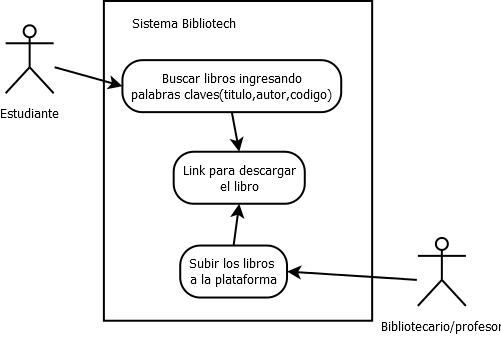 Sistema Bibliotech
Buscar libros ingresando
palabras claves(titulo,autor,codigo)
Estudiante
Link para descargar
el libro
Subir los libros
a la plataforma
Bibliotecario/profesor